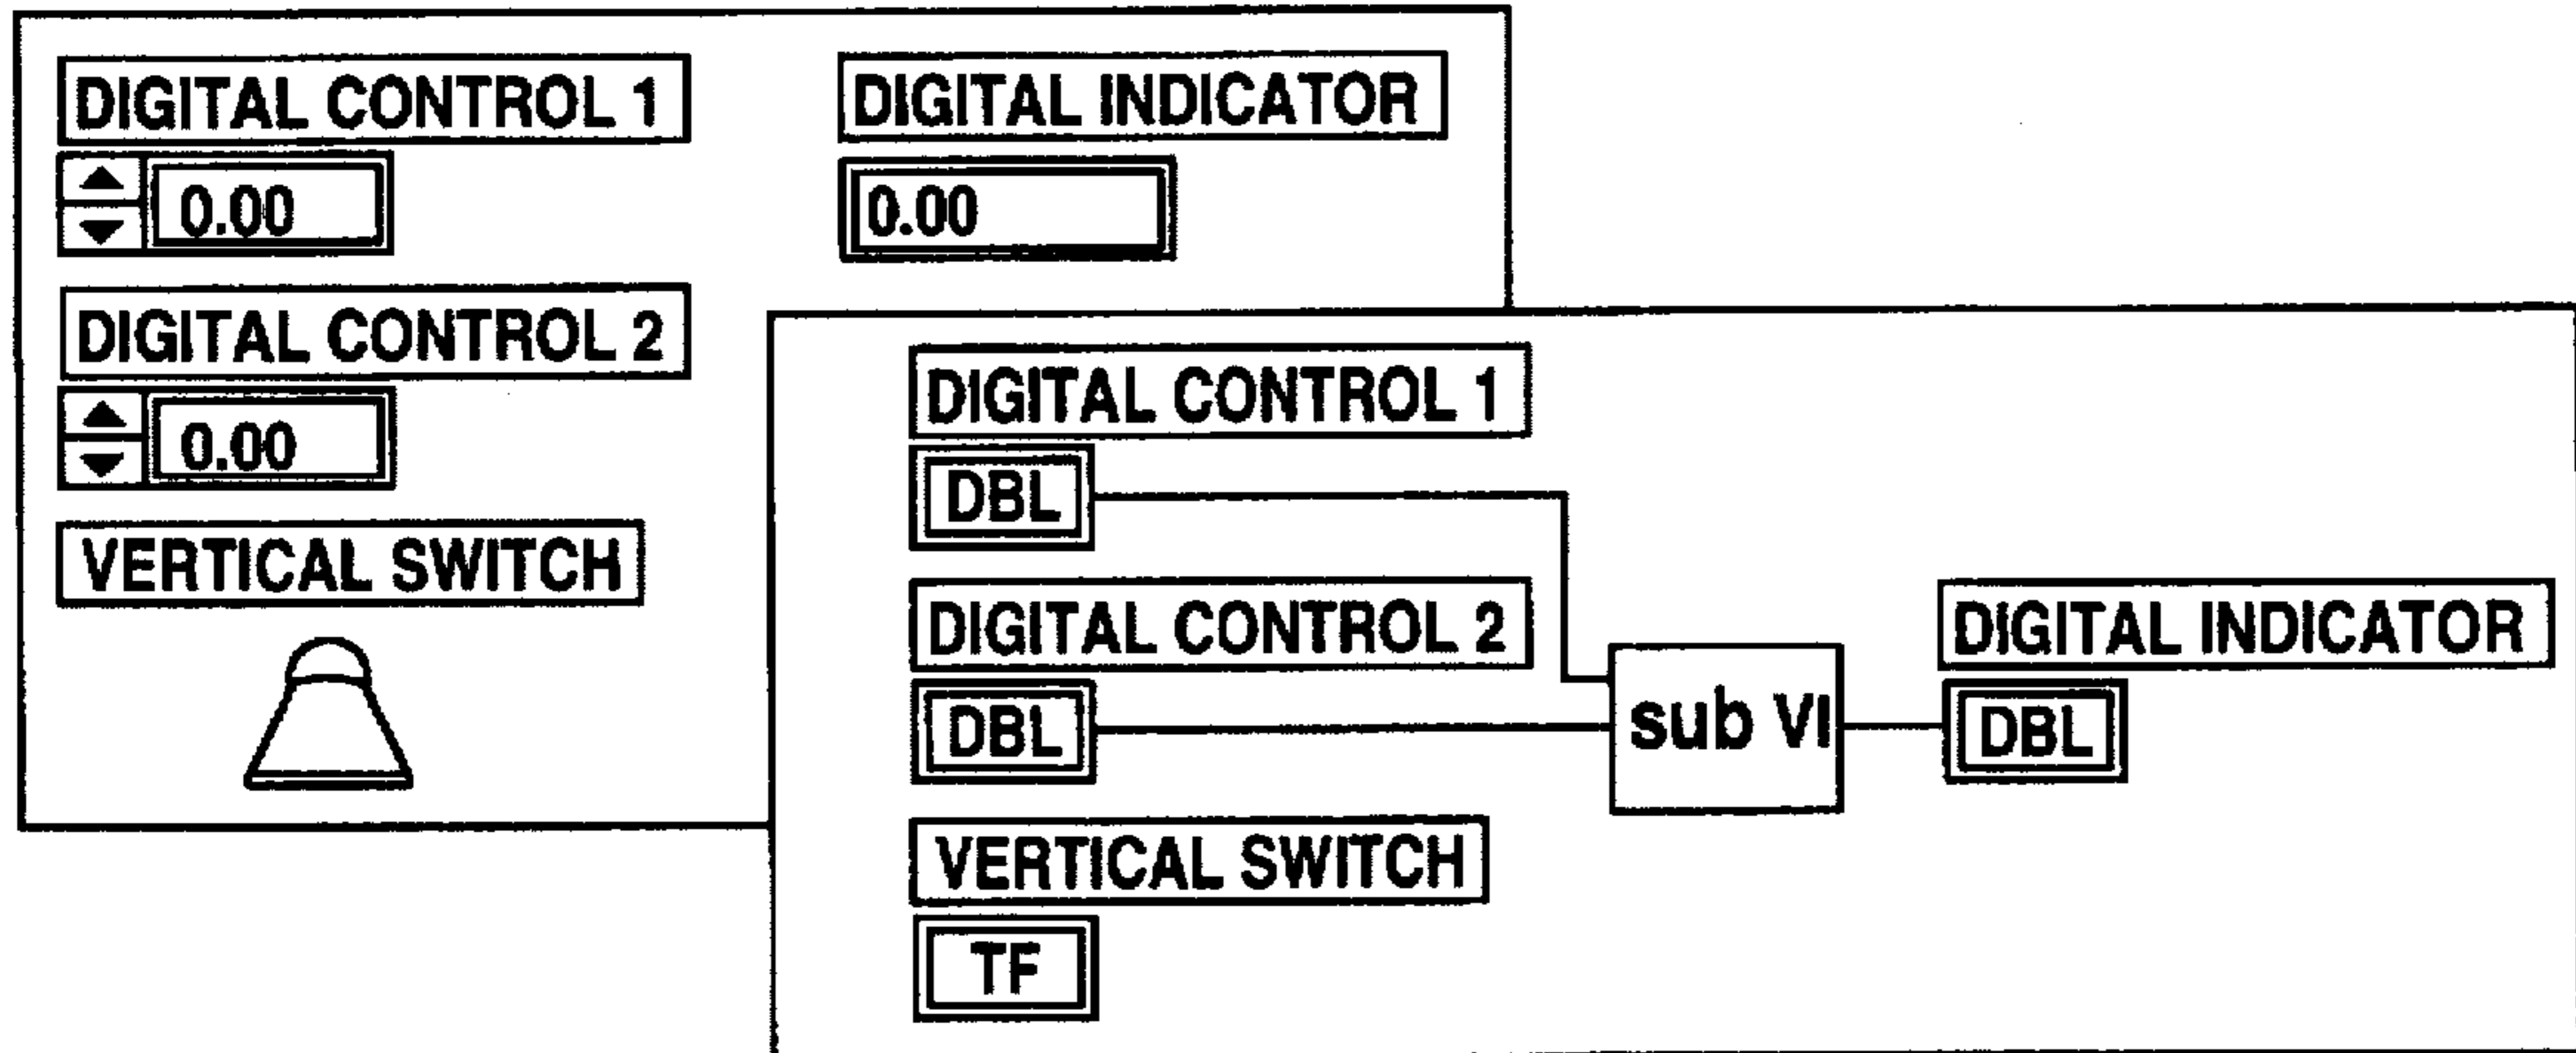 DIGITAL CONTROL 1
0.00
DIGITAL CONTROL 2
0.00
VERTICAL SWITCH
DIGITAL INDICATOR
0.00
DIGITAL CONTROL 1
DBL
DIGITAL CONTROL 2
DBL
VERTICAL SWITCH
TF
sub VI
DIGITAL INDICATOR
DBL